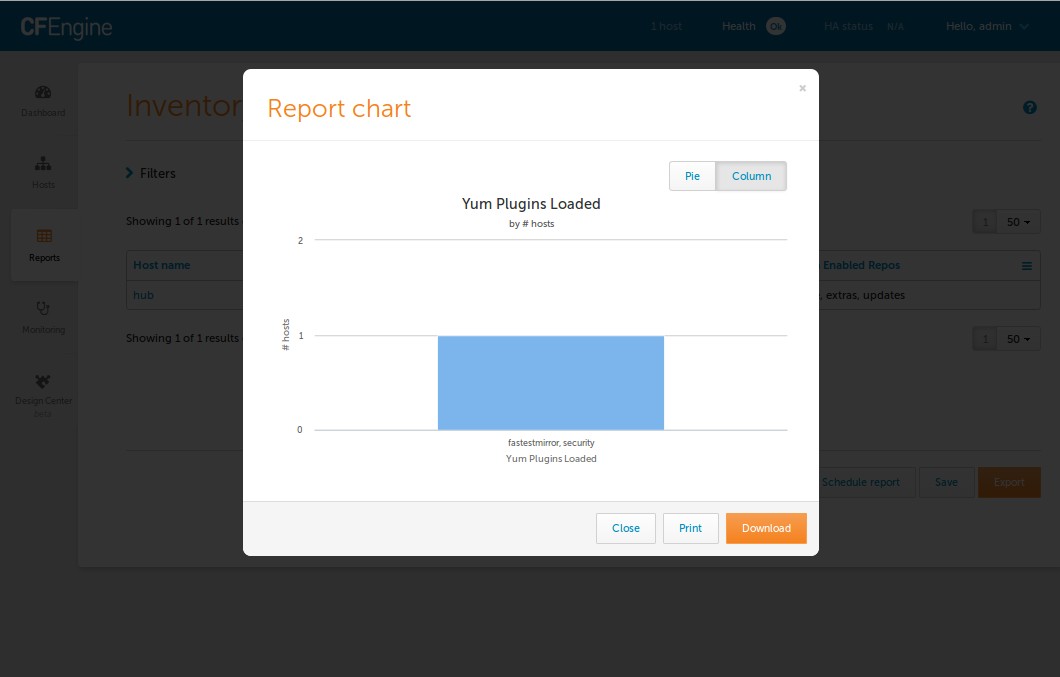 CFEngine
1 host
Health Ok
HA status N/A
Hello, admin
Dashboard
Hosts
Reports
Monitoring
Design Center
beta
Inventor
Filters
Showing 1 of 1 results
1 50
Host name
Enabled Repos
hub
, extras, updates
Showing 1 of 1 results
1 50
Schedule report
Save
Export
Report chart
×
Pie
Column
Yum Plugins Loaded
by # hosts
2
1
0
# hosts
fastestmirror, security
Yum Plugins Loaded
Close
Print
Download